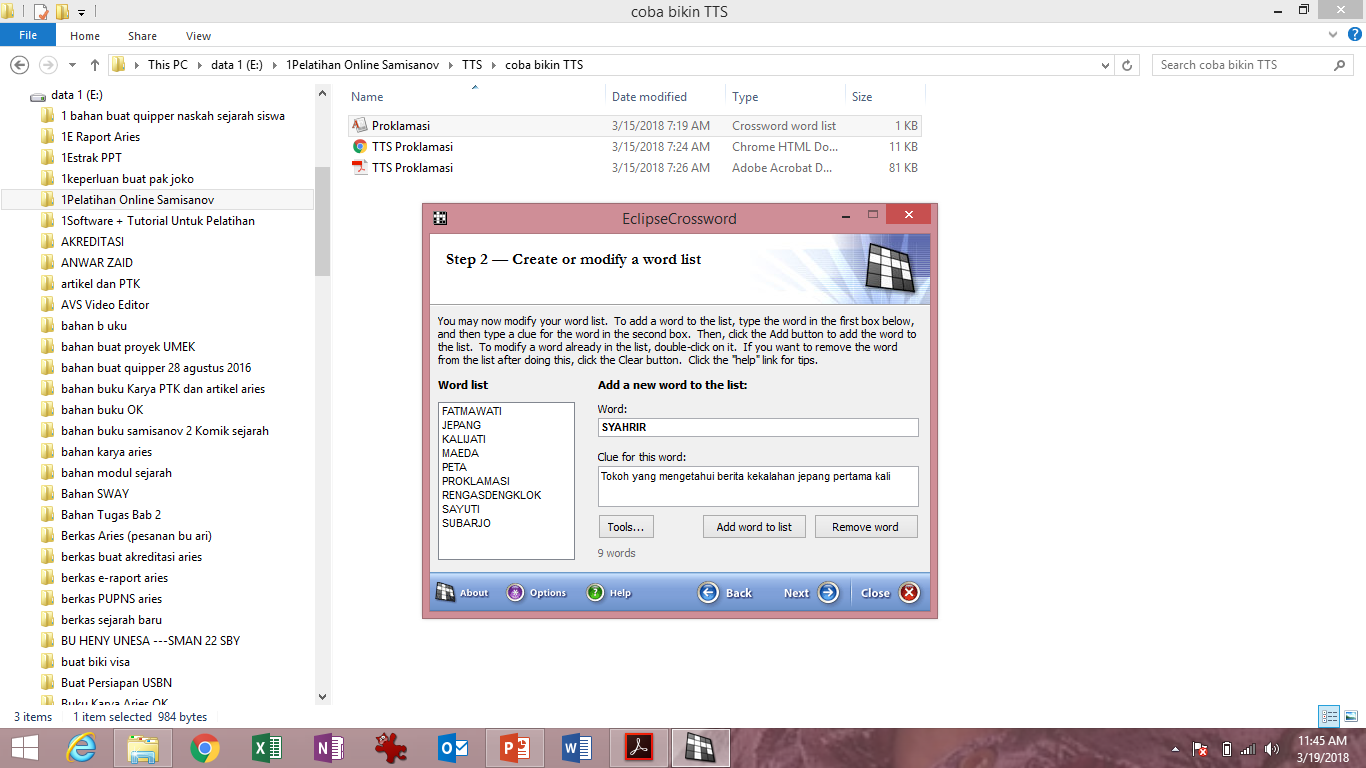 coba bikin TTS
File Home Share View
This PC data 1 (E:) 1Pelatihan Online Samisanov TTS coba bikin TTS
Search coba bikin TTS
data 1 (E:)
1 bahan buat quipper naskah sejarah siswa
1E Raport Aries
1Estrak PPT
1keperluan buat pak joko
1Pelatihan Online Samisanov
1Software + Tutorial Untuk Pelatihan
AKREDITASI
ANWAR ZAID
artikel dan PTK
AVS Video Editor
bahan b uku
bahan buat proyek UMEK
bahan buat quipper 28 agustus 2016
bahan buku Karya PTK dan artikel aries
bahan buku OK
bahan buku samisanov 2 Komik sejarah
bahan karya aries
bahan modul sejarah
Bahan SWAY
Bahan Tugas Bab 2
Berkas Aries (pesanan bu ari)
berkas buat akreditasi aries
berkas e-raport aries
berkas PUPNS aries
berkas sejarah baru
BU HENY UNESA ---SMAN 22 SBY
buat biki visa
Buat Persiapan USBN
Buku Karya Aries OK
Name Date modified Type Size
Proklamasi 3/15/2018 7:19 AM Crossword word list 1 KB
TTS Proklamasi 3/15/2018 7:24 AM Chrome HTML Do... 11 KB
TTS Proklamasi 3/15/2018 7:26 AM Adobe Acrobat D... 81 KB
EclipseCrossword
Step 2 — Create or modify a word list
You may now modify your word list. To add a word to the list, type the word in the first box below,
and then type a clue for the word in the second box. Then, click the Add button to add the word to
the list. To modify a word already in the list, double-click on it. If you want to remove the word
from the list after doing this, click the Clear button. Click the "help" link for tips.
Word list
FATMAWATI
JEPANG
KALIJATI
MAEDA
PETA
PROKLAMASI
RENGASDENGKLOK
SAYUTI
SUBARJO
Add a new word to the list:
Word:
SYAHRIR
Clue for this word:
Tokoh yang mengetahui berita kekalahan jepang pertama kali
Tools... Add word to list Remove word
9 words
About Options Help Back Next Close
3 items 1 item selected 984 bytes
11:45 AM
3/19/2018